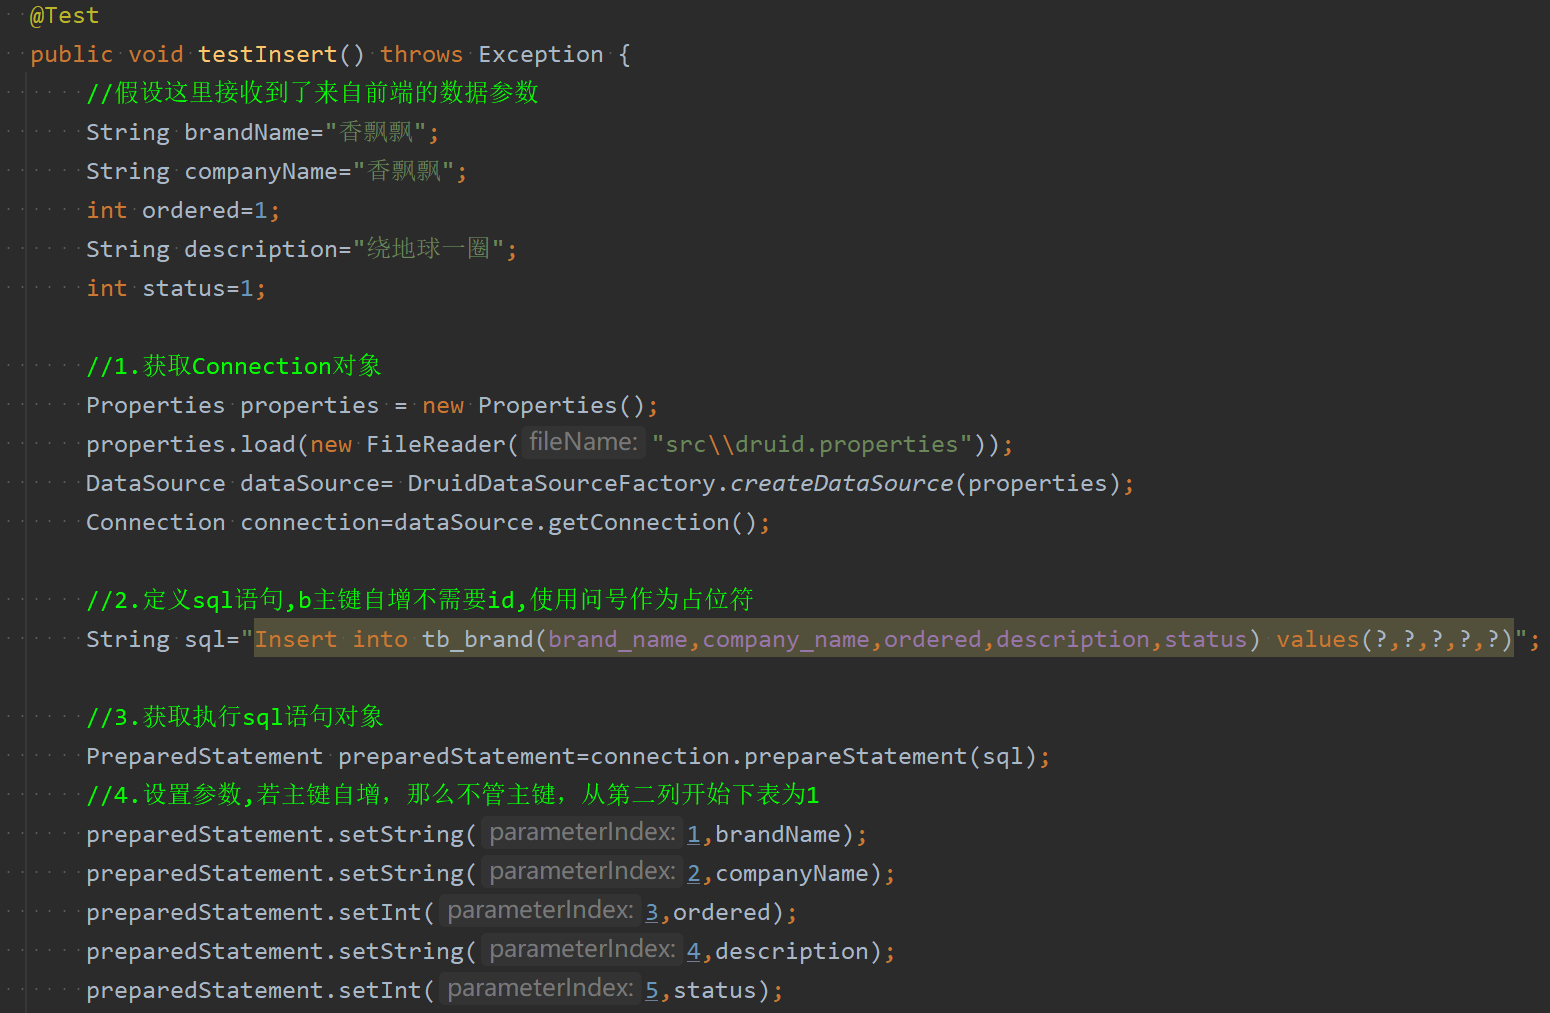 @Test
public void testInsert() throws Exception {
//假设这里接收到了来自前端的数据参数
String brandName="香飘飘";
String companyName="香飘飘";
int ordered=1;
String description="绕地球一圈";
int status=1;
//1.获取Connection对象
Properties properties = new Properties();
properties.load(new FileReader( fileName: "src\\druid.properties"));
DataSource dataSource= DruidDataSourceFactory.createDataSource(properties);
Connection connection=dataSource.getConnection();
//2.定义sql语句,b主键自增不需要id,使用问号作为占位符
String sql="Insert into tb_brand(brand_name,company_name,ordered,description,status) values(?,?,?,?,?)";
//3.获取执行sql语句对象
PreparedStatement preparedStatement=connection.prepareStatement(sql);
//4.设置参数,若主键自增，那么不管主键，从第二列开始下表为1
preparedStatement.setString( parameterIndex: 1,brandName);
preparedStatement.setString( parameterIndex: 2,companyName);
preparedStatement.setInt( parameterIndex: 3,ordered);
preparedStatement.setString( parameterIndex: 4,description);
preparedStatement.setInt( parameterIndex: 5,status);